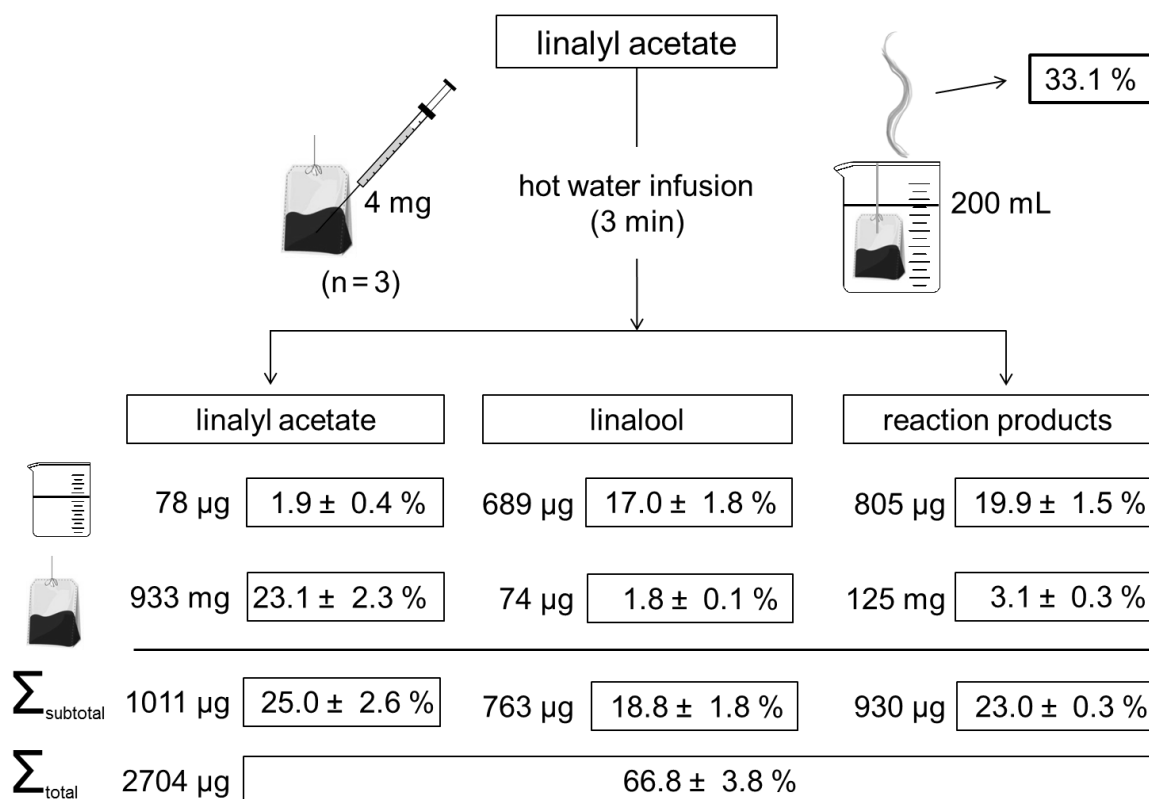 linalyl acetate
33.1 %
4 mg
hot water infusion
(3 min)
200 mL
(n = 3)
linalyl acetate
linalool
reaction products
78 µg 1.9 ± 0.4 % 689 µg 17.0 ± 1.8 % 805 µg 19.9 ± 1.5 %
933 mg 23.1 ± 2.3 % 74 µg 1.8 ± 0.1 % 125 mg 3.1 ± 0.3 %
Σsubtotal 1011 µg 25.0 ± 2.6 % 763 µg 18.8 ± 1.8 % 930 µg 23.0 ± 0.3 %
Σtotal 2704 µg 66.8 ± 3.8 %